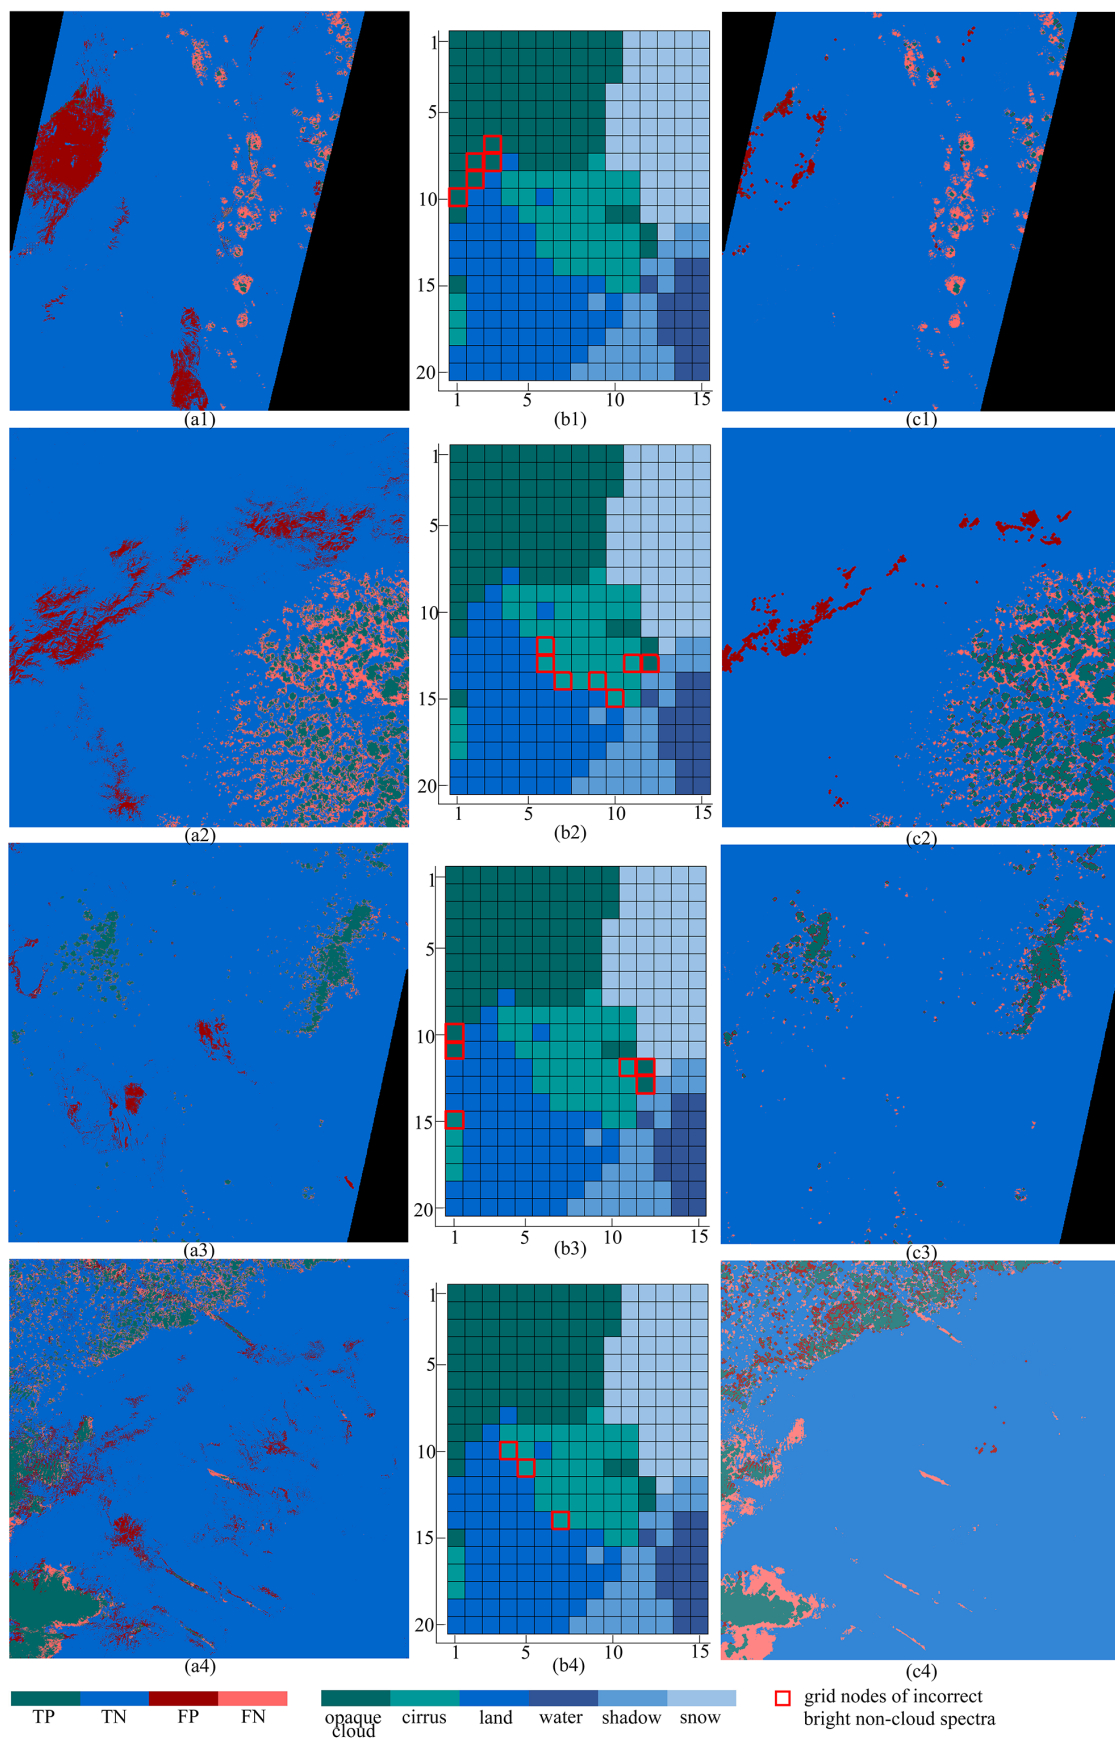 1
5
10
15
20
1 5 10 15
(a1) (b1) (c1)
1
5
10
15
20
1 5 10 15
(a2) (b2) (c2)
1
5
10
15
20
1 5 10 15
(a3) (b3) (c3)
1
5
10
15
20
1 5 10 15
(a4) (b4) (c4)
TP TN FP FN
opaque cloud cirrus land water shadow snow
grid nodes of incorrect
bright non-cloud spectra